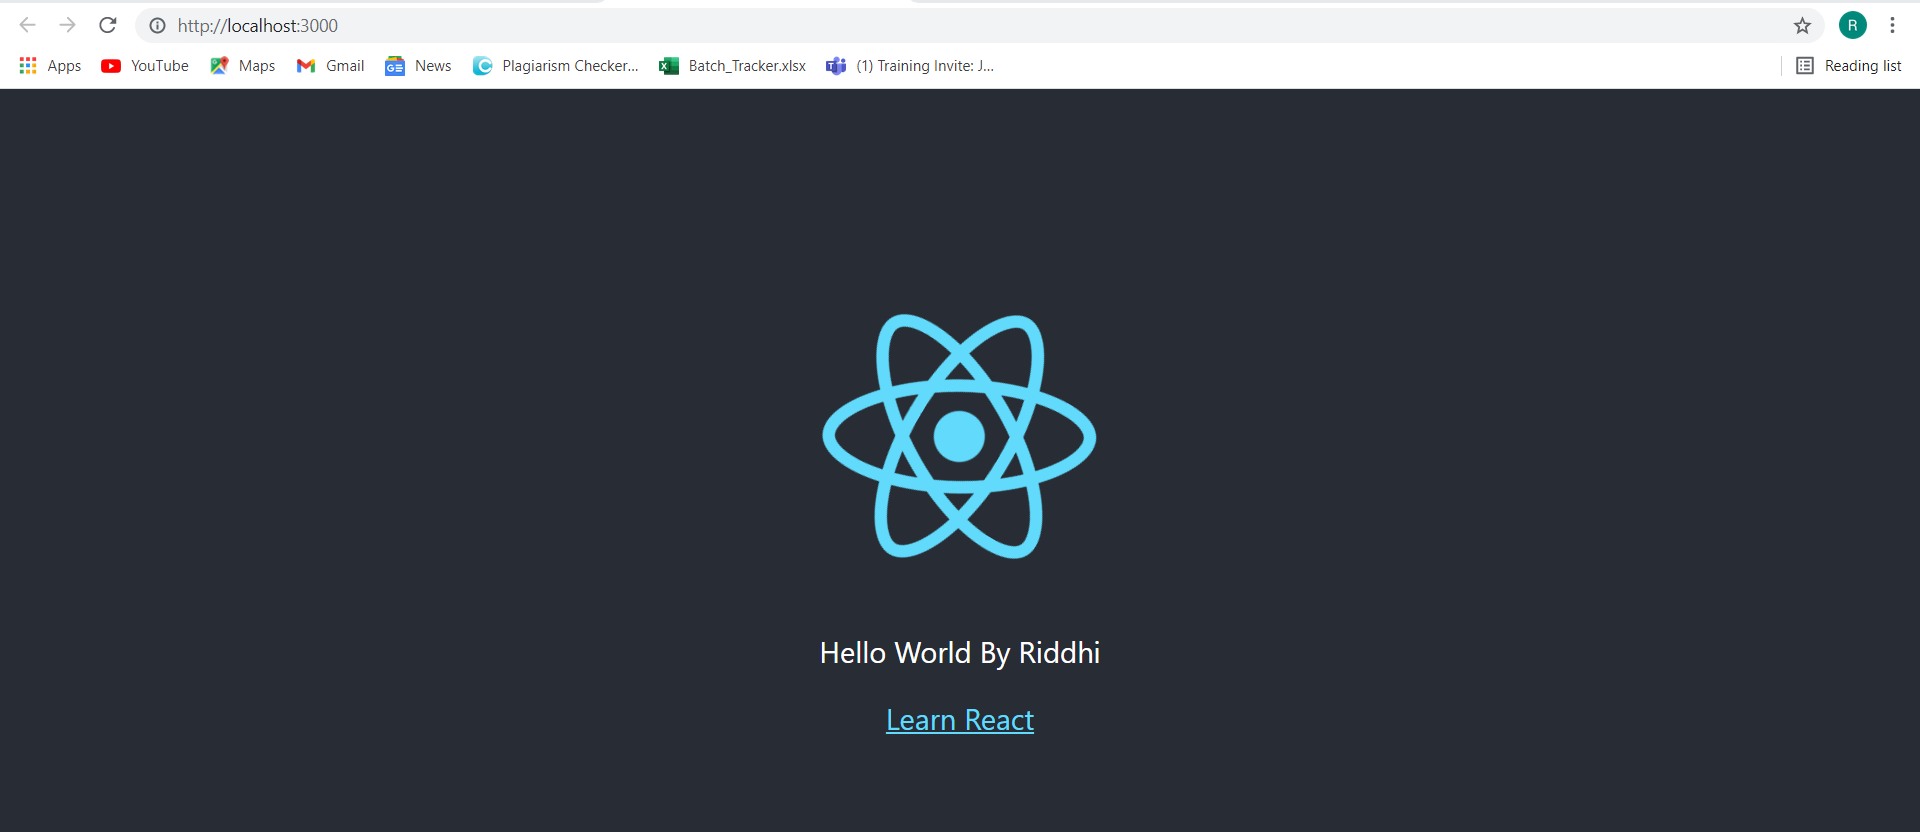 http://localhost:3000
R
Apps YouTube Maps Gmail News Plagiarism Checker... Batch_Tracker.xlsx (1) Training Invite: J... Reading list
Hello World By Riddhi
Learn React